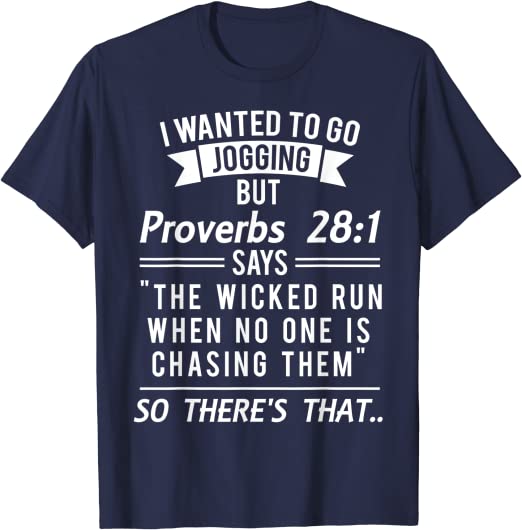 I WANTED TO GO
JOGGING
BUT
Proverbs 28:1
SAYS
"THE WICKED RUN
WHEN NO ONE IS
CHASING THEM"
SO THERE'S THAT..